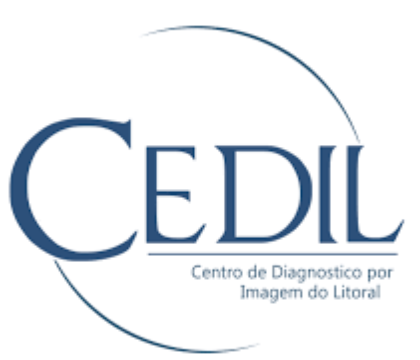 CEDIL
Centro de Diagnostico por
Imagem do Litoral